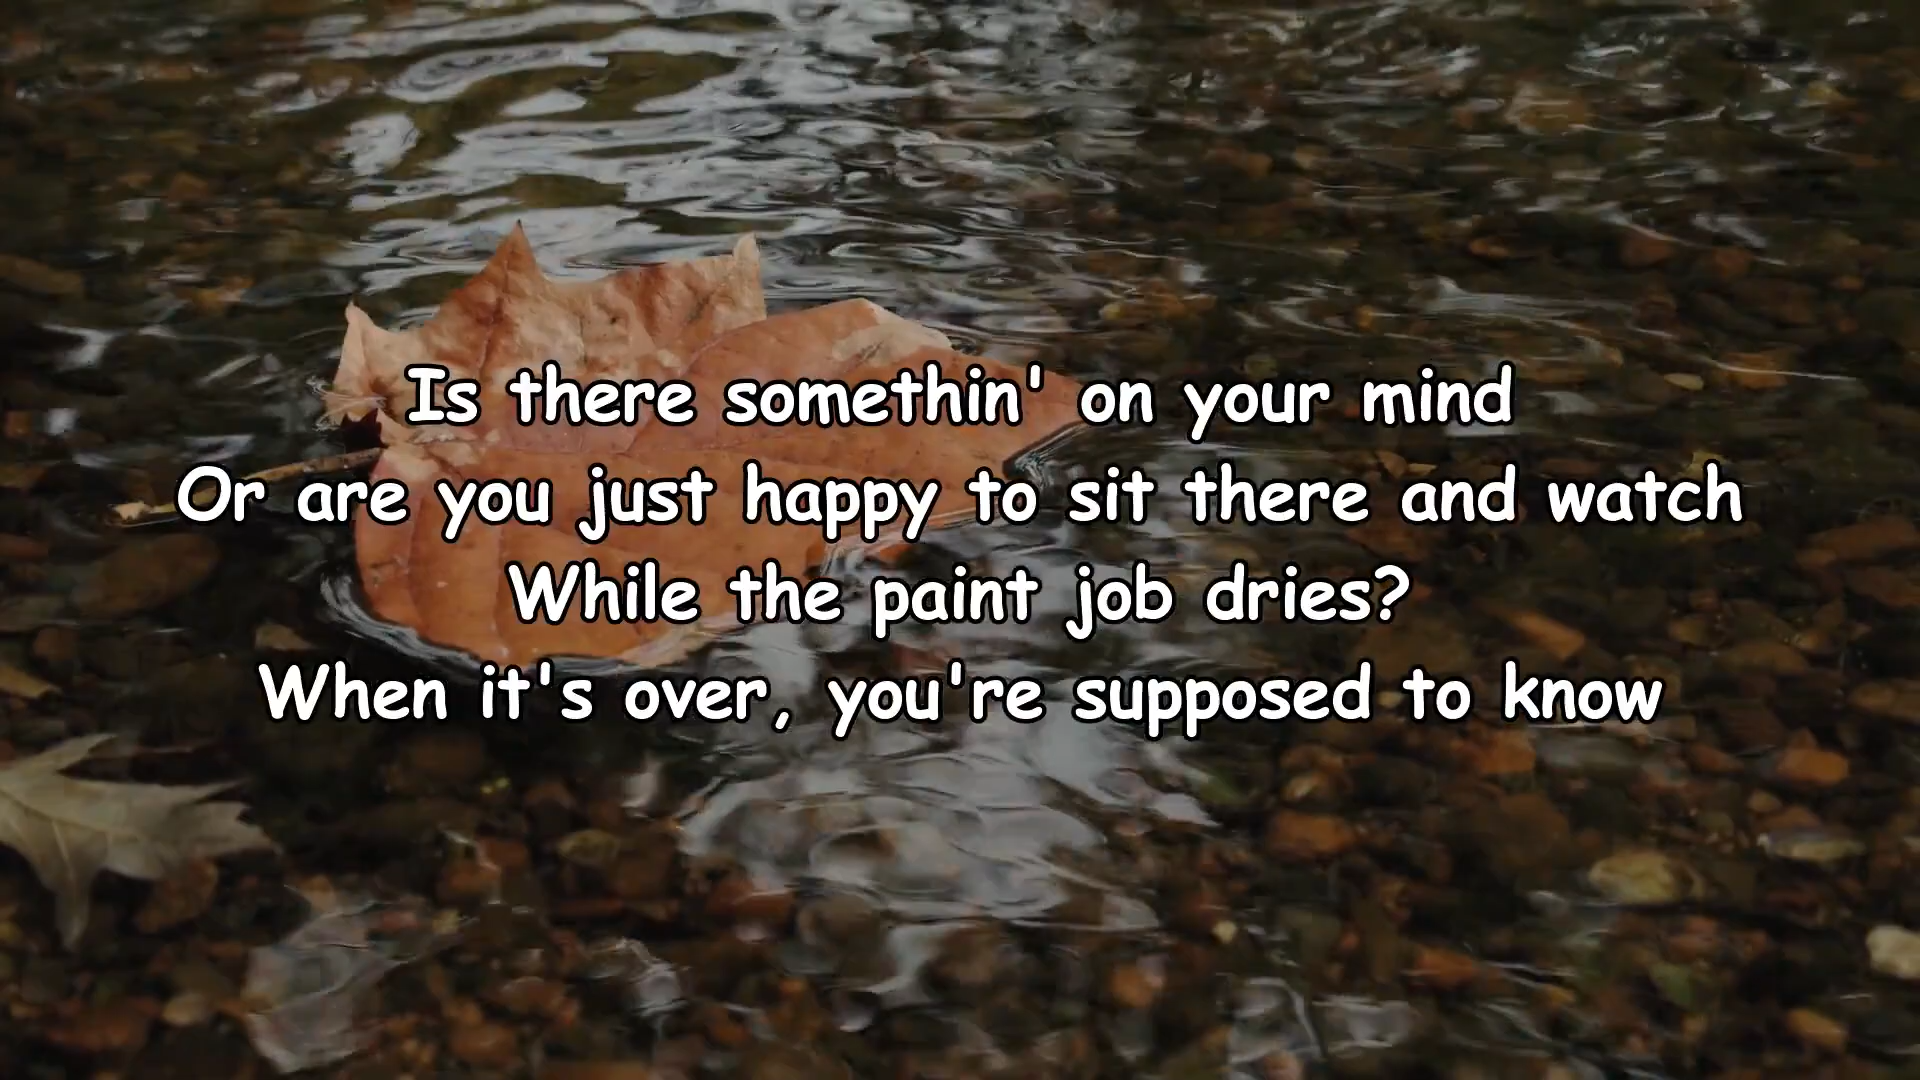 Is there somethin' on your mind
Or are you just happy to sit there and watch
While the paint job dries?
When it's over, you're supposed to know